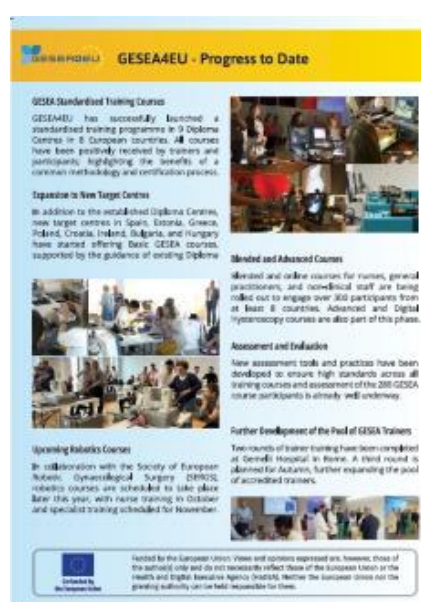 GESEA4EU
GESEA4EU - Progress to Date
GESEA Standardised Training Courses
GESEA4EU has successfully launched a
standardised training programme in 9 Diploma
Centres in 8 European countries. All courses
have been positively received by trainers and
participants, highlighting the benefits of a
common methodology and certification process.
Expansion to New Target Centres
In addition to the established Diploma Centres,
new target centres in Spain, Estonia, Greece,
Poland, Croatia, Ireland, Bulgaria, and Hungary
have started offering Basic GESEA courses,
supported by the guidance of existing Diploma
Upcoming Robotics Courses
In collaboration with the Society of European
Robotic Gynaecological Surgery (SERGS),
robotics courses are scheduled to take place
later this year, with nurse training in October
and specialist training scheduled for November.
Blended and Advanced Courses
Blended and online courses for nurses, general
practitioners, and non-clinical staff are being
rolled out to engage over 300 participants from
at least 8 countries. Advanced and Digital
Hysteroscopy courses are also part of this phase.
Assessment and Evaluation
New assessment tools and practices have been
developed to ensure high standards across all
training courses and assessment of the 280 GESEA
course participants is already well underway.
Further Development of the Pool of GESEA Trainers
Two rounds of trainer training have been completed
at Gemelli Hospital in Rome. A third round is
planned for Autumn, further expanding the pool
of accredited trainers.
Co-funded by
the European Union
Funded by the European Union. Views and opinions expressed are, however, those of
the author(s) only and do not necessarily reflect those of the European Union or the
Health and Digital Executive Agency (HaDEA). Neither the European Union nor the
granting authority can be held responsible for them.